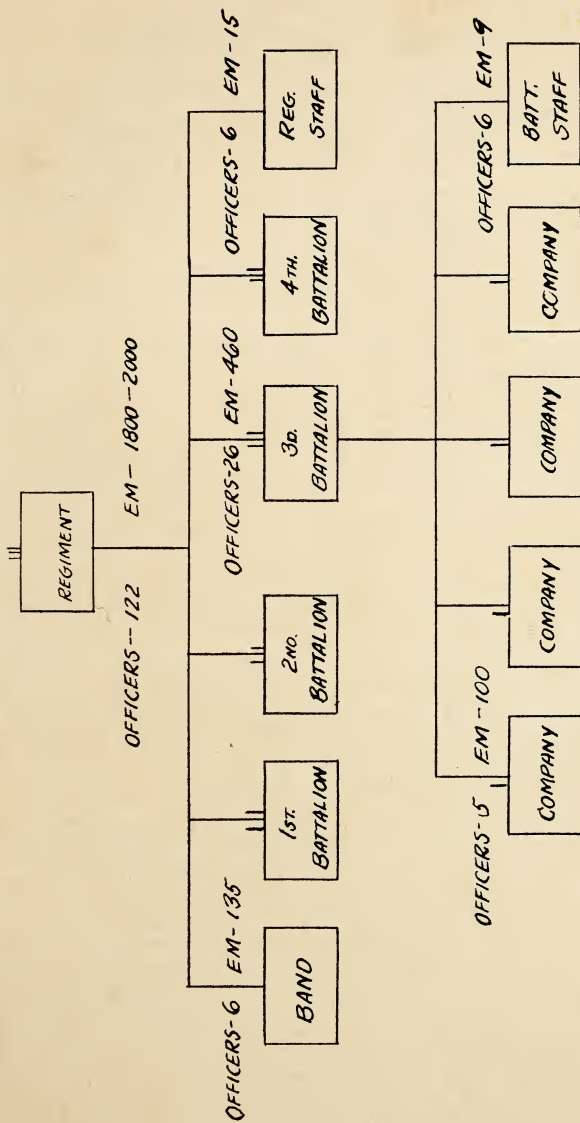 REGIMENT
OFFICERS--122 EM- 1800-2000
OFFICERS-6 EM-135 OFFICERS-26 EM-460 OFFICERS-6 EM-15
BAND
1ST.
BATTALION
2ND.
BATTALION
3D.
BATTALION
4TH.
BATTALION
REG.
STAFF
OFFICERS-5 EM-100 OFFICERS-6 EM-9
COMPANY
COMPANY
COMPANY
COMPANY
BATT.
STAFF